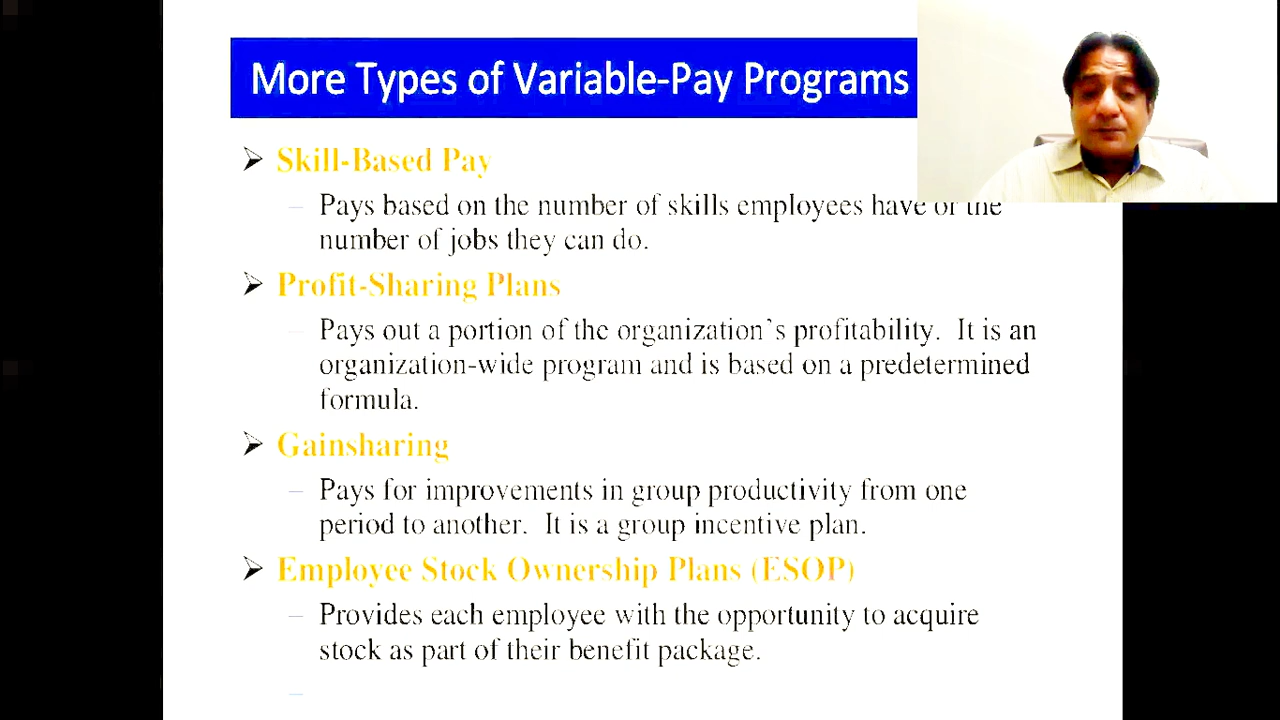 More Types of Variable-Pay Programs
Skill-Based Pay
– Pays based on the number of skills employees have or the
number of jobs they can do.
Profit-Sharing Plans
– Pays out a portion of the organization's profitability. It is an
organization-wide program and is based on a predetermined
formula.
Gainsharing
– Pays for improvements in group productivity from one
period to another. It is a group incentive plan.
Employee Stock Ownership Plans (ESOP)
– Provides each employee with the opportunity to acquire
stock as part of their benefit package.
–